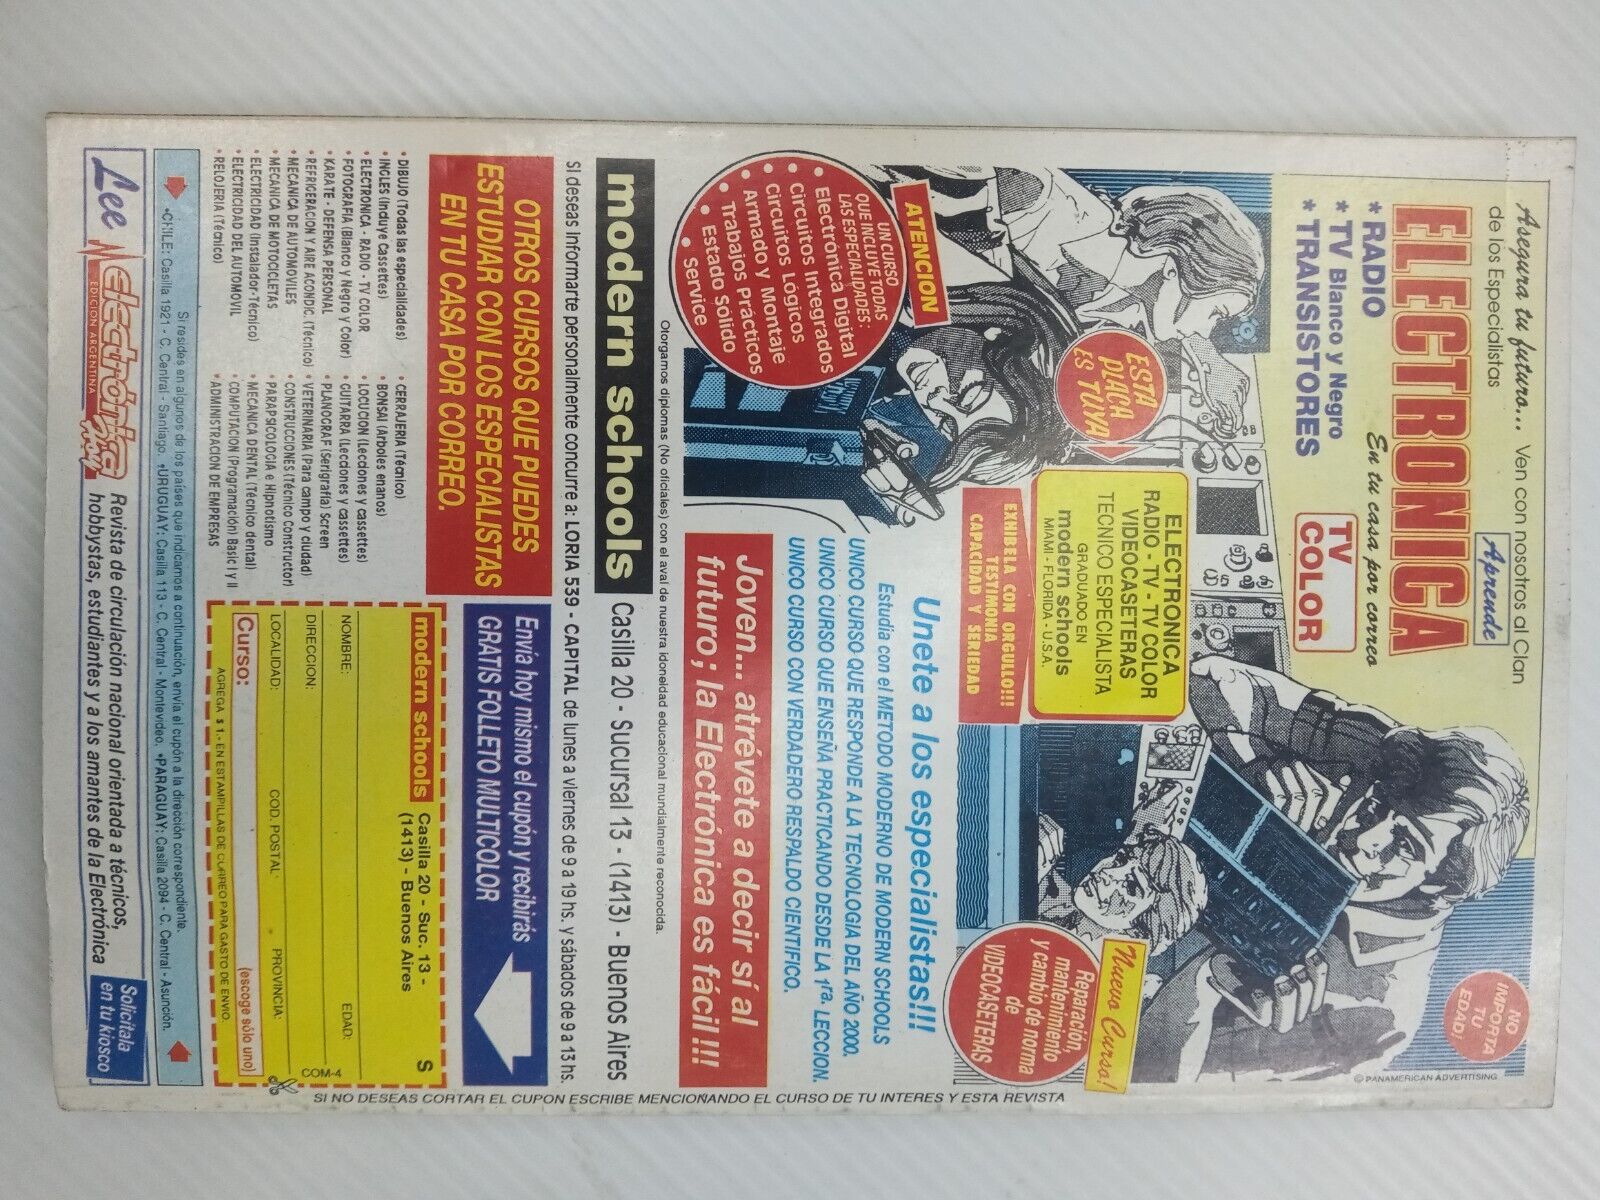 Asegura tu futuro... Ven con nosotros al Clan
de los Especialistas
Aprende
ELECTRONICA
En tu casa por correo
* RADIO
* TV Blanco y Negro
* TRANSISTORES
TV
COLOR
NO
IMPORTA
TU
EDAD¡
© PANAMERICAN ADVERTISING
ESTA
PLACA
ES TUYA
ELECTRONICA
RADIO - TV - TV COLOR
VIDEOCASETERAS
TECNICO ESPECIALISTA
GRADUADO EN
modern schools
MIAMI - FLORIDA - U.S.A.
EXHIBELA CON ORGULLO!!!
TESTIMONIA
CAPACIDAD Y SERIEDAD
Nuevo Curso!
Reparación,
mantenimiento
y cambio de norma
de
VIDEOCASETERAS
ATENCION
UN CURSO
QUE INCLUYE TODAS
LAS ESPECIALIDADES:
• Electrónica Digital
• Circuitos Integrados
• Circuitos Lógicos
• Armado y Montaje
• Trabajos Prácticos
• Estado Sólido
• Service
Unete a los especialistas!!!
Estudia con el METODO MODERNO DE MODERN SCHOOLS
UNICO CURSO QUE RESPONDE A LA TECNOLOGIA DEL AÑO 2000.
UNICO CURSO QUE ENSEÑA PRACTICANDO DESDE LA 1ra. LECCION.
UNICO CURSO CON VERDADERO RESPALDO CIENTIFICO.
Joven... atrévete a decir sí al
futuro; la Electrónica es fácil!!!
Otorgamos diplomas (No oficiales) con el aval de nuestra idoneidad educacional mundialmente reconocida.
modern schools
Casilla 20 - Sucursal 13 - (1413) - Buenos Aires
Si deseas informarte personalmente concurre a: LORIA 539 - CAPITAL de lunes a viernes de 9 a 19 hs. y sábados de 9 a 13 hs.
OTROS CURSOS QUE PUEDES
ESTUDIAR CON LOS ESPECIALISTAS
EN TU CASA POR CORREO.
• DIBUJO (Todas las especialidades)
• INGLES (Incluye Cassettes)
• ELECTRONICA - RADIO - TV COLOR
• FOTOGRAFIA (Blanco y Negro y Color)
• KARATE - DEFENSA PERSONAL
• REFRIGERACION Y AIRE ACONDIC. (Técnico)
• MECANICA DE AUTOMOVILES
• MECANICA DE MOTOCICLETAS
• ELECTRICIDAD (Instalador-Técnico)
• ELECTRICIDAD DEL AUTOMOVIL
• RELOJERIA (Técnico)
• CERRAJERIA (Técnico)
• BONSAI (Arboles enanos)
• LOCUCION (Lecciones y cassettes)
• GUITARRA (Lecciones y cassettes)
• PLANOGRAF (Serigrafía) Screen
• VETERINARIA (Para campo y ciudad)
• CONSTRUCCIONES (Técnico Constructor)
• PARAPSICOLOGIA e Hipnotismo
• MECANICA DENTAL (Técnico dental)
• COMPUTACION (Programación) Basic I y II
• ADMINISTRACION DE EMPRESAS
Envía hoy mismo el cupón y recibirás
GRATIS FOLLETO MULTICOLOR
modern schools
Casilla 20 - Suc. 13 -
(1413) - Buenos Aires
S
NOMBRE:
EDAD:
DIRECCION:
LOCALIDAD:
COD. POSTAL
PROVINCIA:
Curso:
(escoge sólo uno)
AGREGA $ 1.- EN ESTAMPILLAS DE CORREO PARA GASTO DE ENVIO.
COM-4
SI NO DESEAS CORTAR EL CUPON ESCRIBE MENCIONANDO EL CURSO DE TU INTERES Y ESTA REVISTA
Si resides en algunos de los países que indicamos a continuación, envía el cupón a la dirección correspondiente.
•CHILE: Casilla 1921 - C. Central - Santiago. •URUGUAY: Casilla 113 - C. Central - Montevideo. •PARAGUAY: Casilla 2094 - C. Central - Asunción.
Lee
electrónica
hoy
EDICION ARGENTINA
Revista de circulación nacional orientada a técnicos,
hobbystas, estudiantes y a los amantes de la Electrónica
Solicítala
en tu kiosco